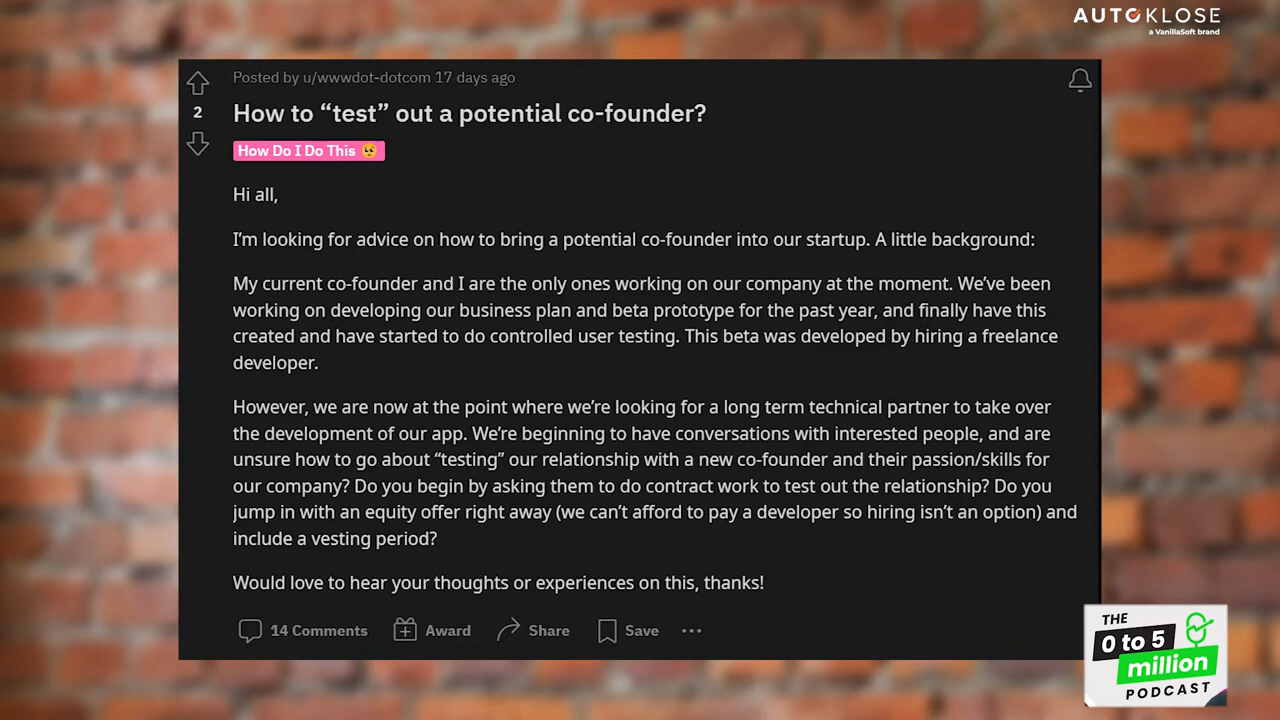 AUTOKLOSE
a VanillaSoft brand
Posted by u/wwwdot-dotcom 17 days ago
2
How to “test” out a potential co-founder?
How Do I Do This 🥺
Hi all,
I’m looking for advice on how to bring a potential co-founder into our startup. A little background:
My current co-founder and I are the only ones working on our company at the moment. We’ve been
working on developing our business plan and beta prototype for the past year, and finally have this
created and have started to do controlled user testing. This beta was developed by hiring a freelance
developer.
However, we are now at the point where we’re looking for a long term technical partner to take over
the development of our app. We’re beginning to have conversations with interested people, and are
unsure how to go about “testing” our relationship with a new co-founder and their passion/skills for
our company? Do you begin by asking them to do contract work to test out the relationship? Do you
jump in with an equity offer right away (we can’t afford to pay a developer so hiring isn’t an option) and
include a vesting period?
Would love to hear your thoughts or experiences on this, thanks!
14 Comments Award Share Save
THE
0 to 5
million
PODCAST